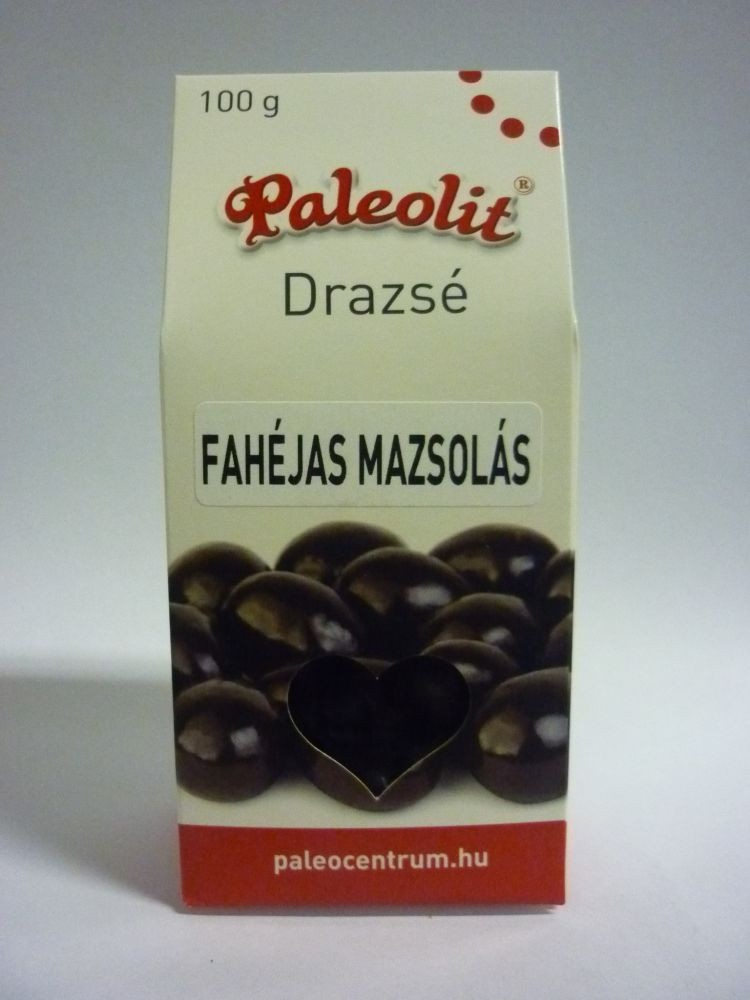 100 g
Paleolit®
Drazsé
FAHÉJAS MAZSOLÁS
paleocentrum.hu